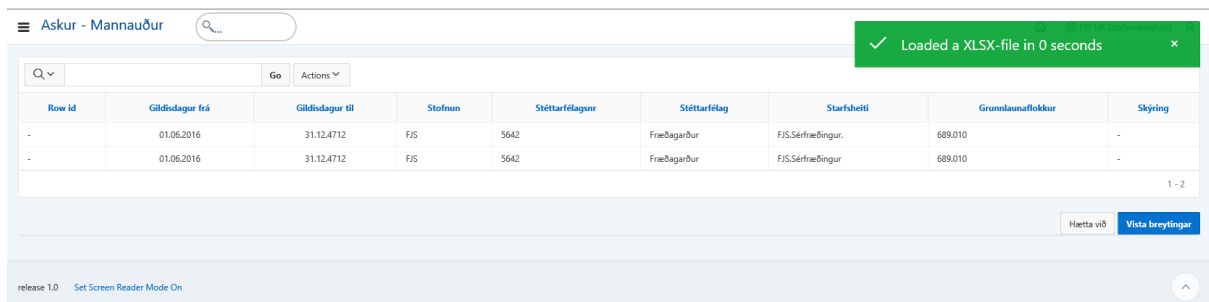 Askur - Mannauður
...
FJS HR Starfsmannahald
Loaded a XLSX-file in 0 seconds ×
Go Actions
Row id Gildisdagur frá Gildisdagur til Stofnun Stéttarfélagsnr Stéttarfélag Starfsheiti Grunnlaunaflokkur Skýring
- 01.06.2016 31.12.4712 FJS 5642 Fræðagarður FJS.Sérfræðingur. 689.010 -
- 01.06.2016 31.12.4712 FJS 5642 Fræðagarður FJS.Sérfræðingur 689.010 -
1 - 2
Hætta við Vista breytingar
release 1.0 Set Screen Reader Mode On